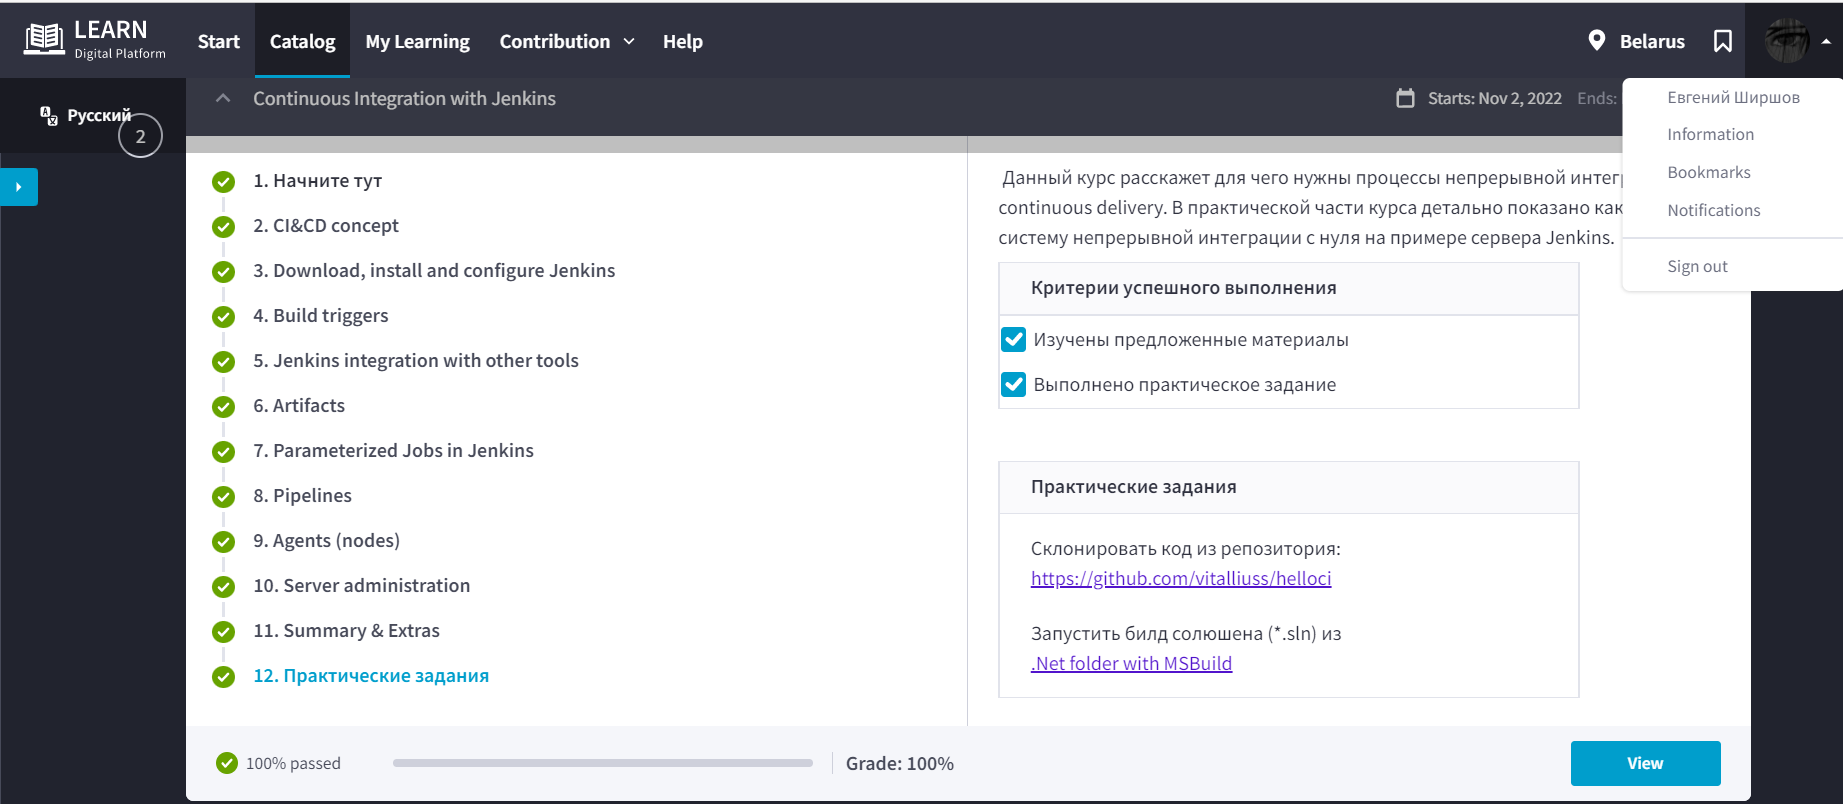 LEARN
Digital Platform
Start
Catalog
My Learning
Contribution
Help
Belarus
Русский
2
Continuous Integration with Jenkins
Starts: Nov 2, 2022
Ends:
Евгений Ширшов
Information
Bookmarks
Notifications
Sign out
1. Начните тут
2. CI&CD concept
3. Download, install and configure Jenkins
4. Build triggers
5. Jenkins integration with other tools
6. Artifacts
7. Parameterized Jobs in Jenkins
8. Pipelines
9. Agents (nodes)
10. Server administration
11. Summary & Extras
12. Практические задания
Данный курс расскажет для чего нужны процессы непрерывной
continuous delivery. В практической части курса детально показано как
систему непрерывной интеграции с нуля на примере сервера Jenkins.
Критерии успешного выполнения
Изучены предложенные материалы
Выполнено практическое задание
Практические задания
Склонировать код из репозитория:
https://github.com/vitalliuss/helloci
Запустить билд солюшена (*.sln) из
.Net folder with MSBuild
100% passed
Grade: 100%
View